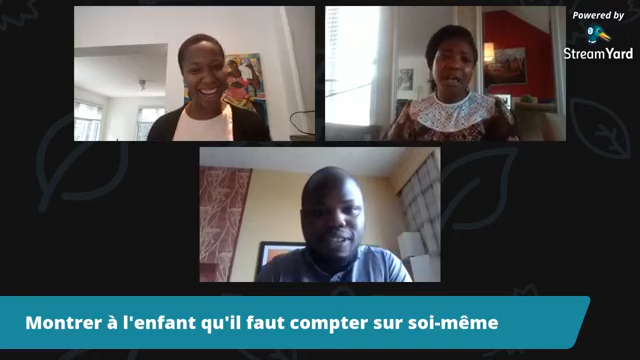 Powered by
StreamYard
Montrer à l'enfant qu'il faut compter sur soi-même